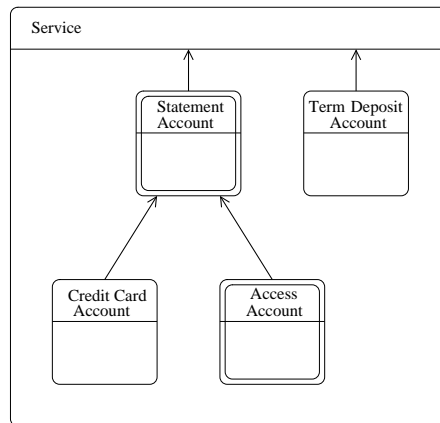 Service
Statement
Account
Term Deposit
Account
Credit Card
Account
Access
Account